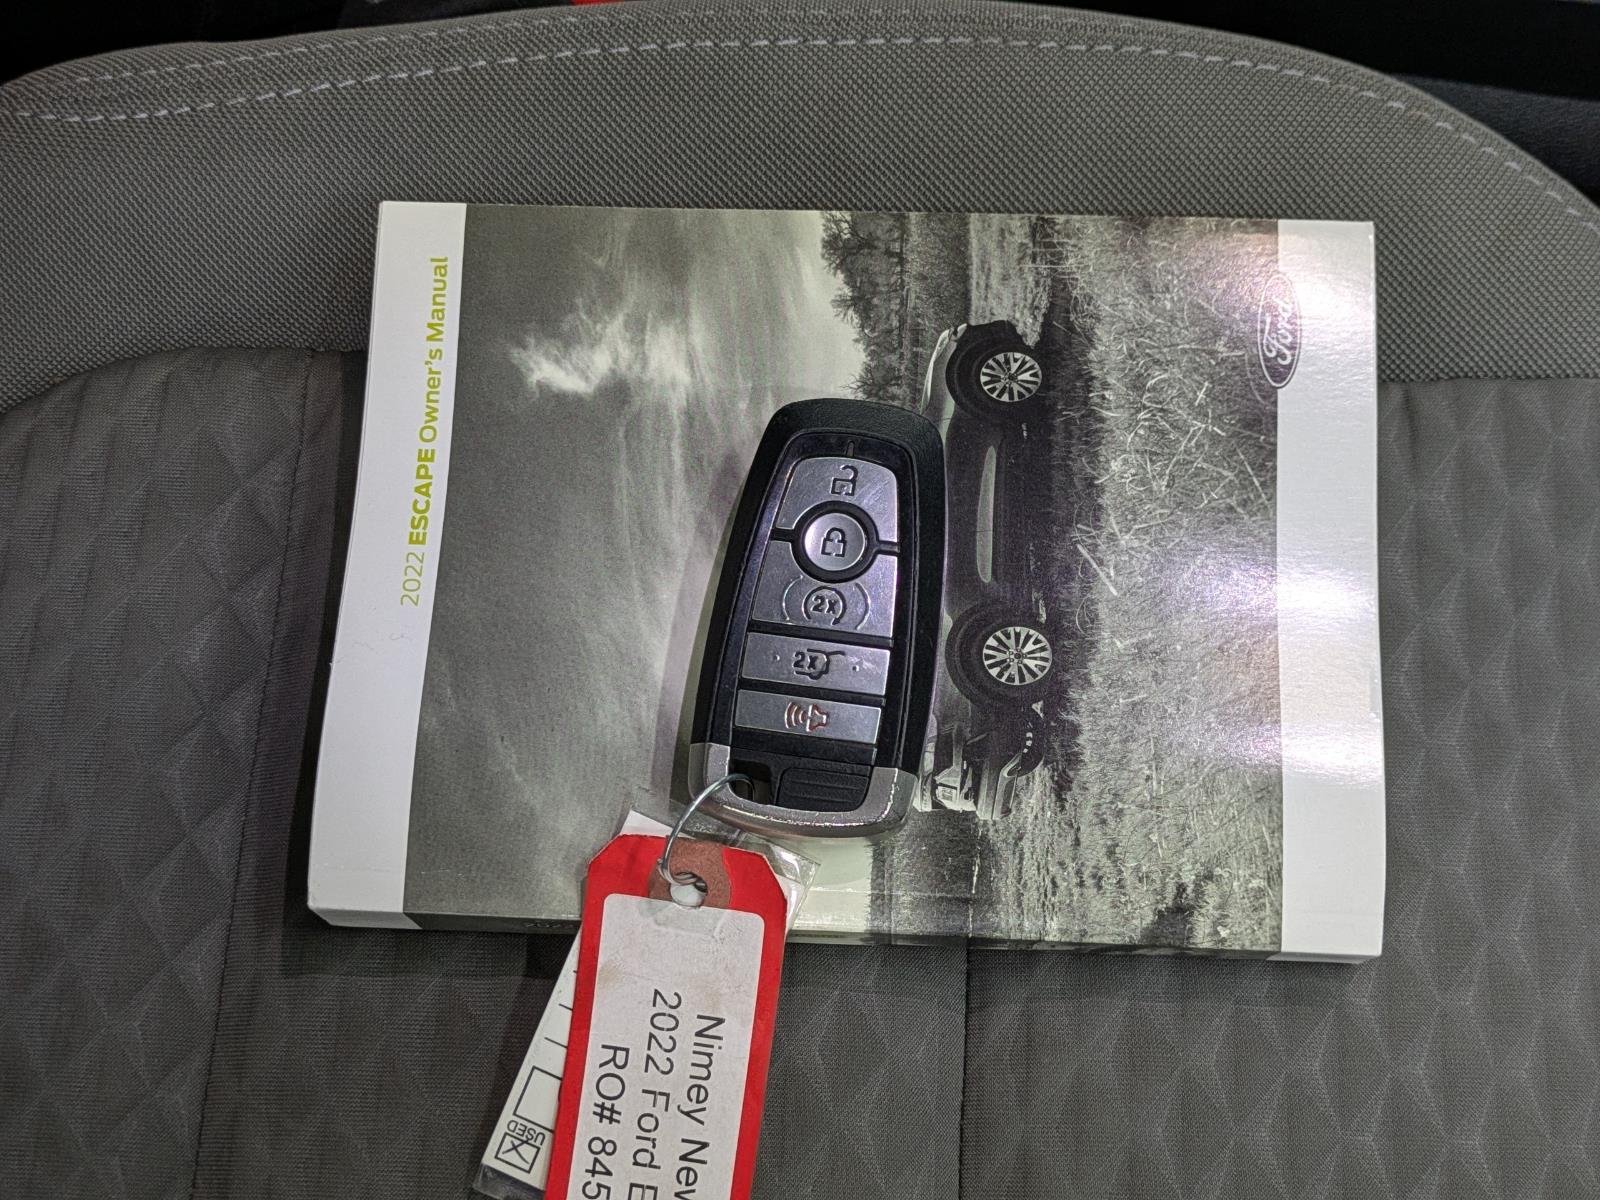 2022 ESCAPE Owner's Manual
Ford
2x
2x
Nimey Nev
2022 Ford E
RO# 845
USED